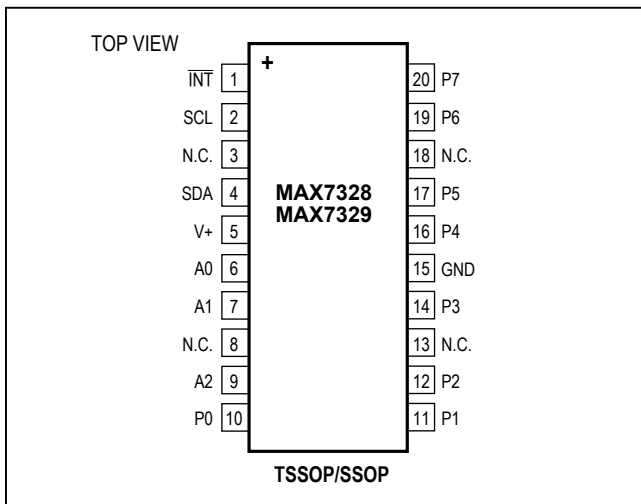 TOP VIEW
+
INT 1 20 P7
SCL 2 19 P6
N.C. 3 18 N.C.
SDA 4 17 P5
V+ 5 16 P4
A0 6 15 GND
A1 7 14 P3
N.C. 8 13 N.C.
A2 9 12 P2
P0 10 11 P1
MAX7328
MAX7329
TSSOP/SSOP